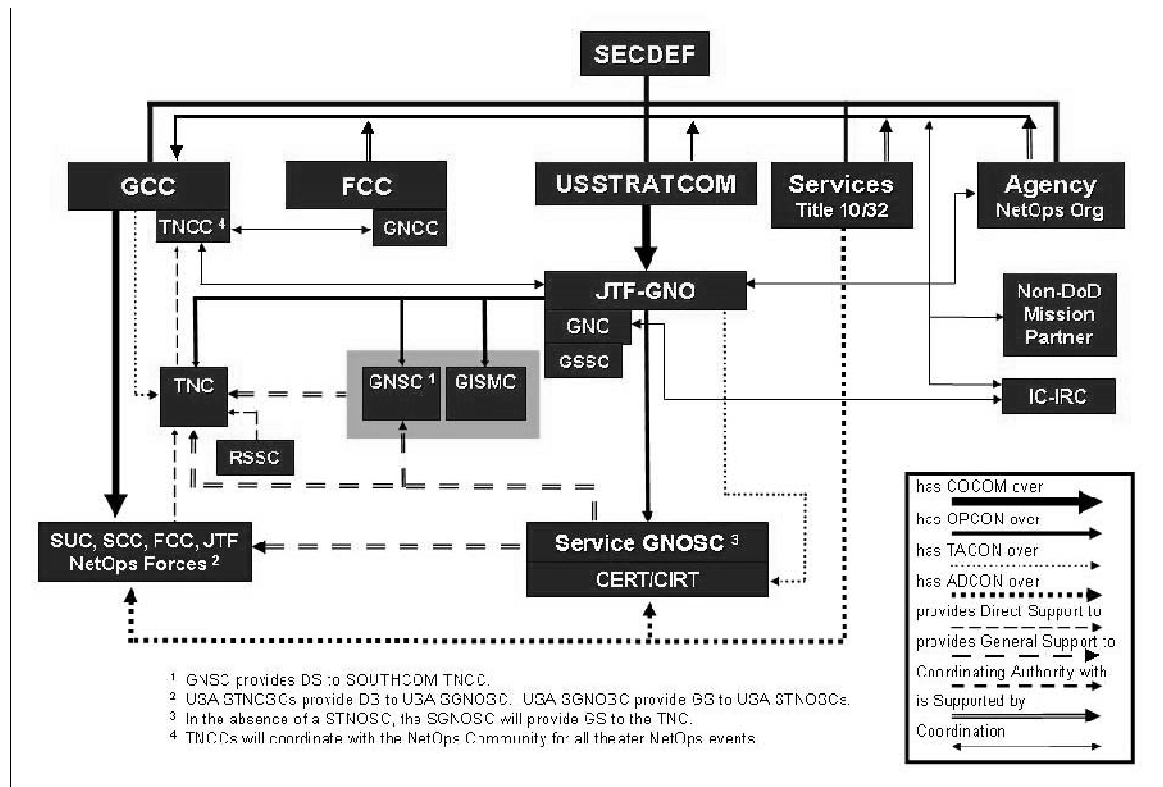 SECDEF
GCC
FCC
USSTRATCOM
Services
Title 10/32
Agency
NetOps Org
TNCC 4
GNCC
JTF-GNO
GNC
GSSC
Non-DoD
Mission
Partner
TNC
GNSC 1
GISMC
IC-IRC
RSSC
SUC, SCC, FCC, JTF
NetOps Forces 2
Service GNOSC 3
CERT/CIRT
has COCOM over
has OPCON over
has TACON over
has ADCON over
provides Direct Support to
provides General Support to
Coordinating Authority with
is Supported by
Coordination
1 GNSC provides DS to SOUTHCOM TNCC.
2 USA STNCSCs provide DS to USA SGNOSC. USA SGNOSC provide GS to USA STNOSCs.
3 In the absence of a STNOSC, the SGNOSC will provide GS to the TNC.
4 TNCCs will coordinate with the NetOps Community for all theater NetOps events